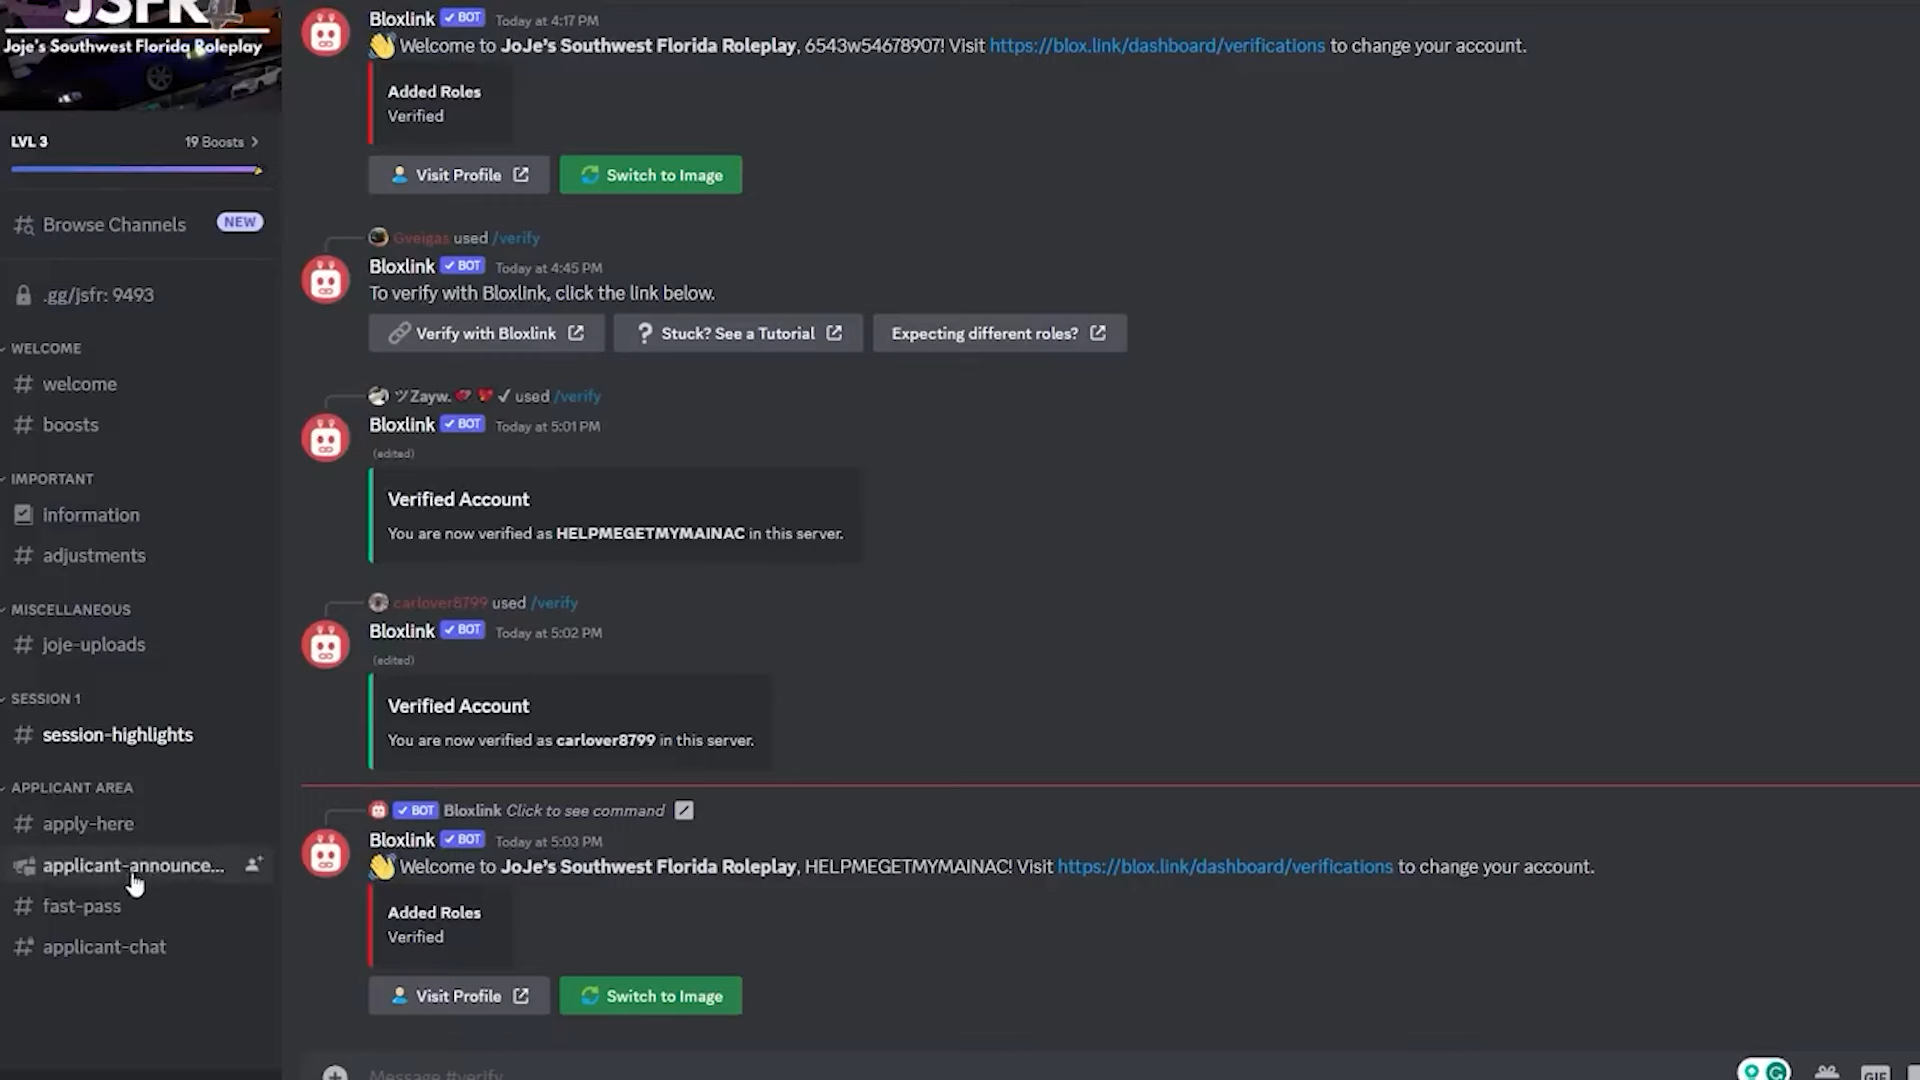 JSFR
Joje's Southwest Florida Roleplay
LVL 3
19 Boosts
Browse Channels
NEW
.gg/jsfr: 9493
WELCOME
welcome
boosts
IMPORTANT
information
adjustments
MISCELLANEOUS
joje-uploads
SESSION 1
session-highlights
APPLICANT AREA
apply-here
applicant-announce...
fast-pass
applicant-chat
Bloxlink BOT Today at 4:17 PM
Welcome to JoJe's Southwest Florida Roleplay, 6543w54678907! Visit https://blox.link/dashboard/verifications to change your account.
Added Roles
Verified
Visit Profile
Switch to Image
Gveigas used /verify
Bloxlink BOT Today at 4:45 PM
To verify with Bloxlink, click the link below.
Verify with Bloxlink
? Stuck? See a Tutorial
Expecting different roles?
ツZayw. used /verify
Bloxlink BOT Today at 5:01 PM
(edited)
Verified Account
You are now verified as HELPMEGETMYMAINAC in this server.
carlover8799 used /verify
Bloxlink BOT Today at 5:02 PM
(edited)
Verified Account
You are now verified as carlover8799 in this server.
BOT Bloxlink Click to see command
Bloxlink BOT Today at 5:03 PM
Welcome to JoJe's Southwest Florida Roleplay, HELPMEGETMYMAINAC! Visit https://blox.link/dashboard/verifications to change your account.
Added Roles
Verified
Visit Profile
Switch to Image
Message #verify
GIF